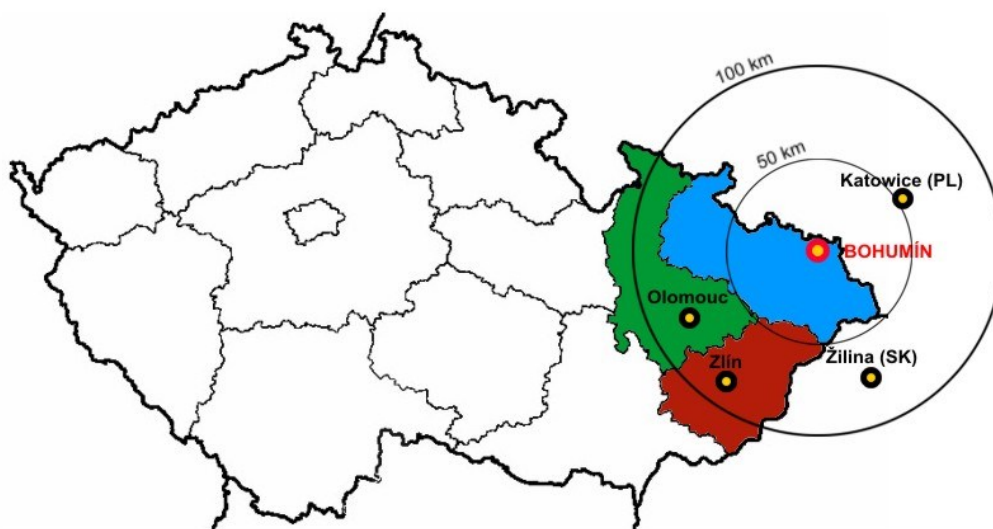 100 km
50 km
Katowice (PL)
BOHUMÍN
Olomouc
Zlín
Žilina (SK)